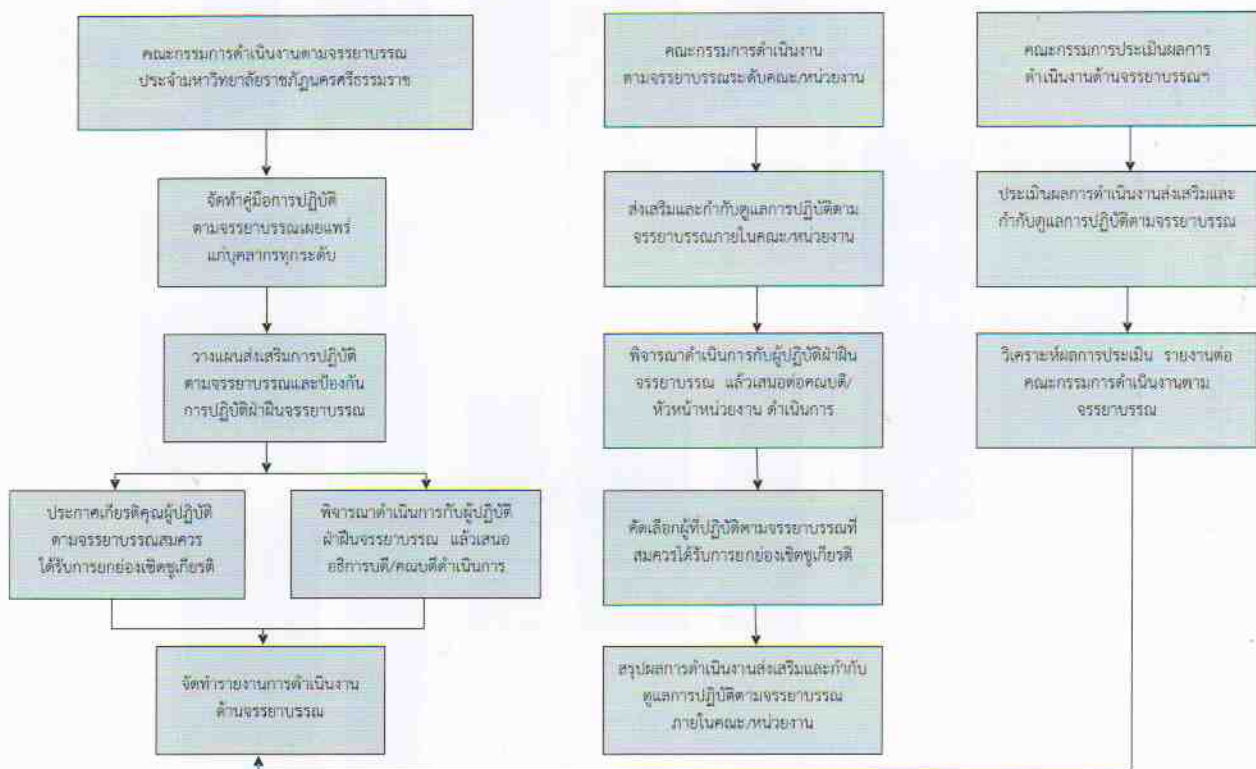 คณะกรรมการดำเนินงานตามจรรยาบรรณ
ประจำมหาวิทยาลัยราชภัฏนครศรีธรรมราช
จัดทำคู่มือการปฏิบัติ
ตามจรรยาบรรณเผยแพร่
แก่บุคลากรทุกระดับ
วางแผนส่งเสริมการปฏิบัติ
ตามจรรยาบรรณและป้องกัน
การปฏิบัติฝ่าฝืนจรรยาบรรณ
ประกาศเกียรติคุณผู้ปฏิบัติ
ตามจรรยาบรรณสมควร
ได้รับการยกย่องเชิดชูเกียรติ
พิจารณาดำเนินการกับผู้ปฏิบัติ
ฝ่าฝืนจรรยาบรรณ แล้วเสนอ
อธิการบดี/คณบดีดำเนินการ
จัดทำรายงานการดำเนินงาน
ด้านจรรยาบรรณ
คณะกรรมการดำเนินงาน
ตามจรรยาบรรณระดับคณะ/หน่วยงาน
ส่งเสริมและกำกับดูแลการปฏิบัติตาม
จรรยาบรรณภายในคณะ/หน่วยงาน
พิจารณาดำเนินการกับผู้ปฏิบัติฝ่าฝืน
จรรยาบรรณ แล้วเสนอต่อคณบดี/
หัวหน้าหน่วยงาน ดำเนินการ
คัดเลือกผู้ที่ปฏิบัติตามจรรยาบรรณที่
สมควรได้รับการยกย่องเชิดชูเกียรติ
สรุปผลการดำเนินงานส่งเสริมและกำกับ
ดูแลการปฏิบัติตามจรรยาบรรณ
ภายในคณะ/หน่วยงาน
คณะกรรมการประเมินผลการ
ดำเนินงานด้านจรรยาบรรณฯ
ประเมินผลการดำเนินงานส่งเสริมและ
กำกับดูแลการปฏิบัติตามจรรยาบรรณ
วิเคราะห์ผลการประเมิน รายงานต่อ
คณะกรรมการดำเนินงานตาม
จรรยาบรรณ